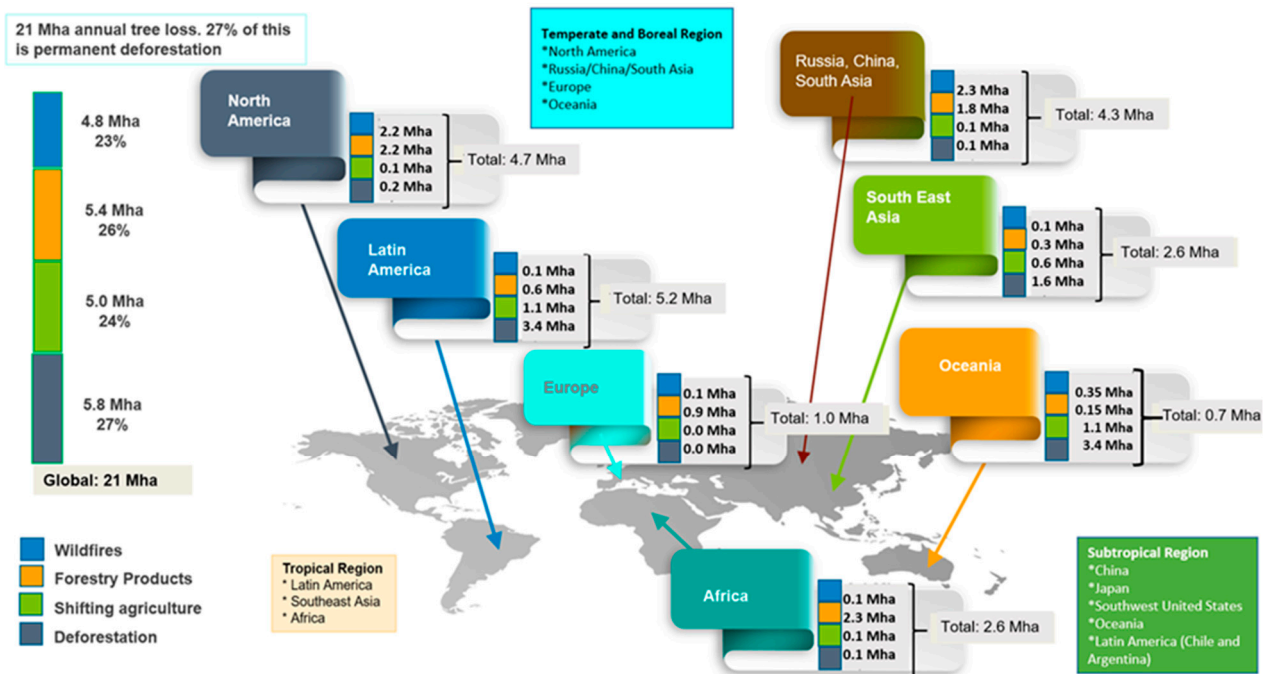 21 Mha annual tree loss. 27% of this
is permanent deforestation
4.8 Mha
23%
5.4 Mha
26%
5.0 Mha
24%
5.8 Mha
27%
Global: 21 Mha
Wildfires
Forestry Products
Shifting agriculture
Deforestation
North
America
2.2 Mha
2.2 Mha
0.1 Mha
0.2 Mha
Total: 4.7 Mha
Temperate and Boreal Region
*North America
*Russia/China/South Asia
*Europe
*Oceania
Russia, China,
South Asia
2.3 Mha
1.8 Mha
0.1 Mha
0.1 Mha
Total: 4.3 Mha
Latin
America
0.1 Mha
0.6 Mha
1.1 Mha
3.4 Mha
Total: 5.2 Mha
South East
Asia
0.1 Mha
0.3 Mha
0.6 Mha
1.6 Mha
Total: 2.6 Mha
Europe
0.1 Mha
0.9 Mha
0.0 Mha
0.0 Mha
Total: 1.0 Mha
Oceania
0.35 Mha
0.15 Mha
1.1 Mha
3.4 Mha
Total: 0.7 Mha
Tropical Region
* Latin America
* Southeast Asia
* Africa
Africa
0.1 Mha
2.3 Mha
0.1 Mha
0.1 Mha
Total: 2.6 Mha
Subtropical Region
*China
*Japan
*Southwest United States
*Oceania
*Latin America (Chile and
Argentina)